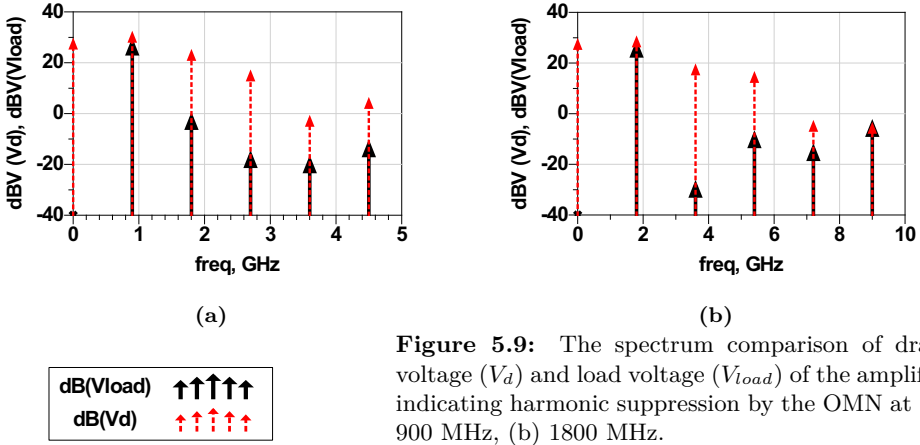 40
20
0
-20
-40
dBV (Vd), dBV(Vload)
0 1 2 3 4 5
freq, GHz
(a)
40
20
0
-20
-40
dBV (Vd), dBV(Vload)
0 2 4 6 8 10
freq, GHz
(b)
dB(Vload)
dB(Vd)
Figure 5.9: The spectrum comparison of dra
voltage (Vd) and load voltage (Vload) of the amplif
indicating harmonic suppression by the OMN at
900 MHz, (b) 1800 MHz.